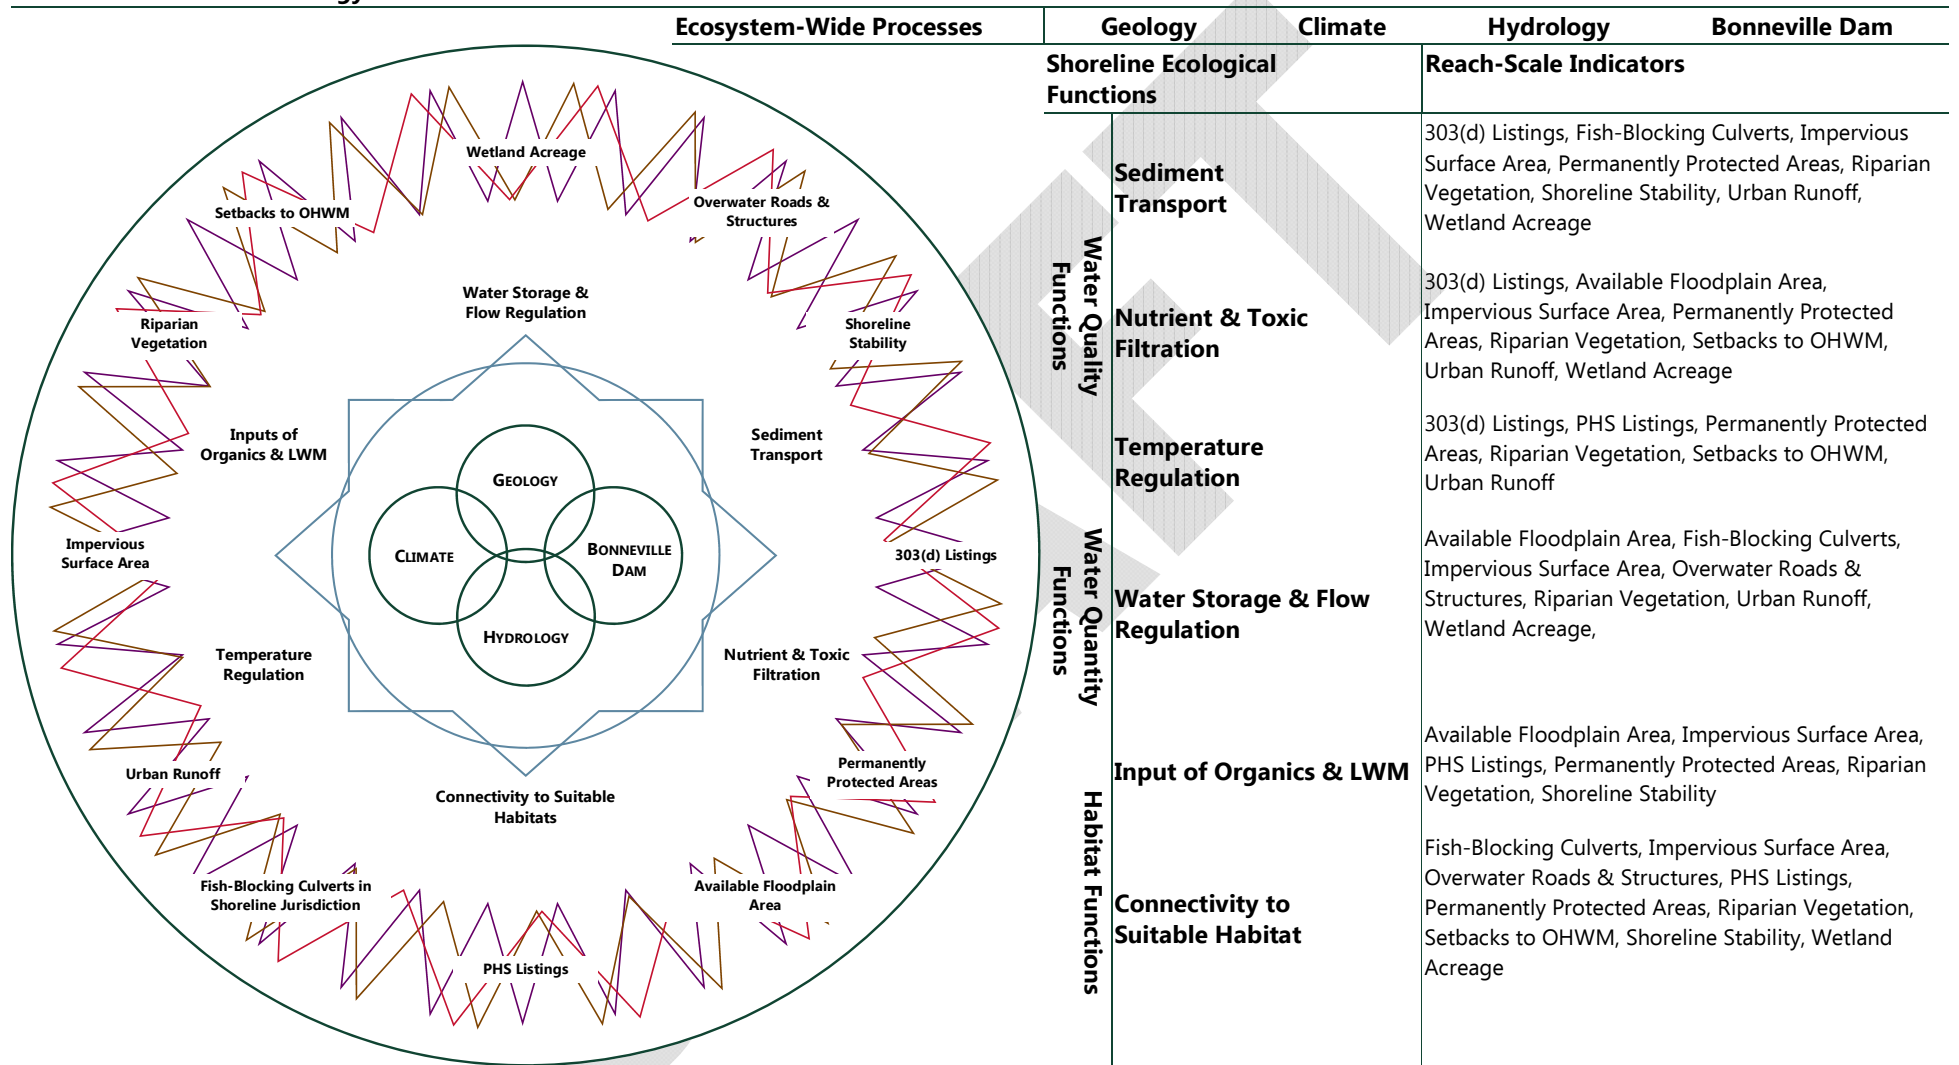 Ecosystem-Wide Processes
Geology
Climate
Hydrology
Bonneville Dam
Shoreline Ecological
Functions
Reach-Scale Indicators
Wetland Acreage
Overwater Roads &
Structures
Setbacks to OHWM
Riparian
Vegetation
Shoreline
Stability
Water Storage &
Flow Regulation
Inputs of
Organics & LWM
Sediment
Transport
GEOLOGY
CLIMATE
BONNEVILLE
DAM
HYDROLOGY
Impervious
Surface Area
303(d) Listings
Temperature
Regulation
Nutrient & Toxic
Filtration
Urban Runoff
Permanently
Protected Areas
Connectivity to Suitable
Habitats
Fish-Blocking Culverts in
Shoreline Jurisdiction
Available Floodplain
Area
PHS Listings
Water Quality
Functions
Sediment
Transport
303(d) Listings, Fish-Blocking Culverts, Impervious
Surface Area, Permanently Protected Areas, Riparian
Vegetation, Shoreline Stability, Urban Runoff,
Wetland Acreage
Nutrient & Toxic
Filtration
303(d) Listings, Available Floodplain Area,
Impervious Surface Area, Permanently Protected
Areas, Riparian Vegetation, Setbacks to OHWM,
Urban Runoff, Wetland Acreage
Temperature
Regulation
303(d) Listings, PHS Listings, Permanently Protected
Areas, Riparian Vegetation, Setbacks to OHWM,
Urban Runoff
Water Quantity
Functions
Water Storage & Flow
Regulation
Available Floodplain Area, Fish-Blocking Culverts,
Impervious Surface Area, Overwater Roads &
Structures, Riparian Vegetation, Urban Runoff,
Wetland Acreage,
Habitat Functions
Input of Organics & LWM
Available Floodplain Area, Impervious Surface Area,
PHS Listings, Permanently Protected Areas, Riparian
Vegetation, Shoreline Stability
Connectivity to
Suitable Habitat
Fish-Blocking Culverts, Impervious Surface Area,
Overwater Roads & Structures, PHS Listings,
Permanently Protected Areas, Riparian Vegetation,
Setbacks to OHWM, Shoreline Stability, Wetland
Acreage